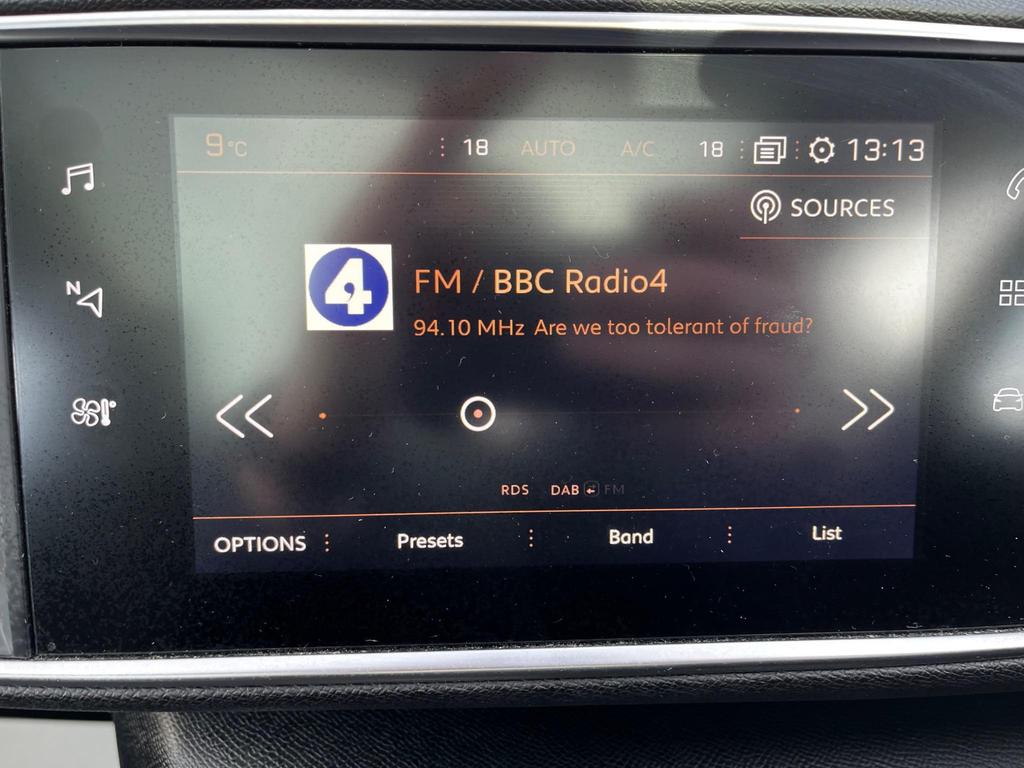 9°C 18 AUTO A/C 18 13:13
SOURCES
N
4
FM / BBC Radio4
94.10 MHz Are we too tolerant of fraud?
RDS DAB FM
OPTIONS Presets Band List